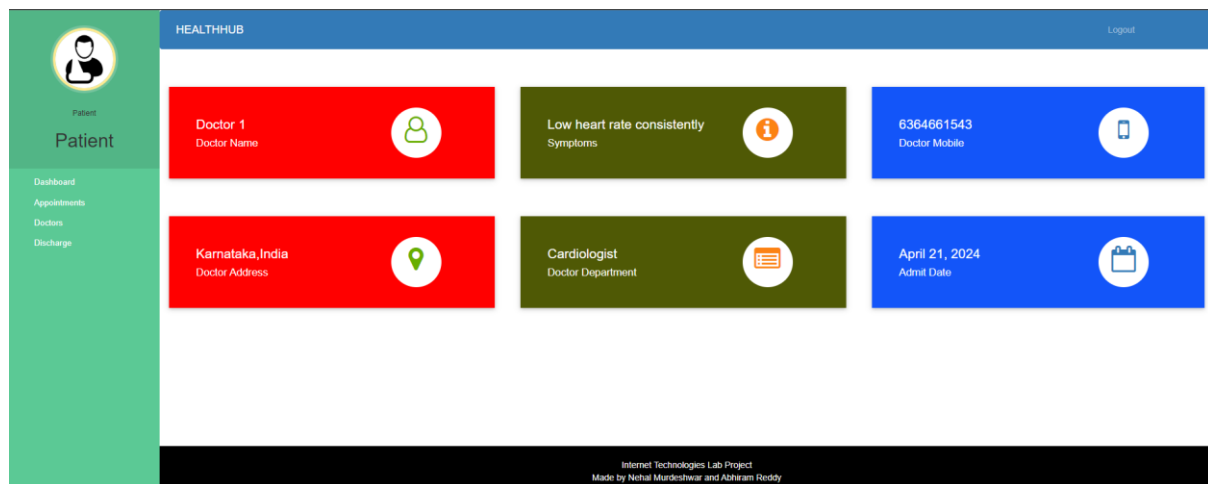 HEALTHHUB
Logout
Patient
Patient
Dashboard
Appointments
Doctors
Discharge
Doctor 1
Doctor Name
Low heart rate consistently
Symptoms
6364661543
Doctor Mobile
Karnataka,India
Doctor Address
Cardiologist
Doctor Department
April 21, 2024
Admit Date
Internet Technologies Lab Project
Made by Nehal Murdeshwar and Abhiram Reddy